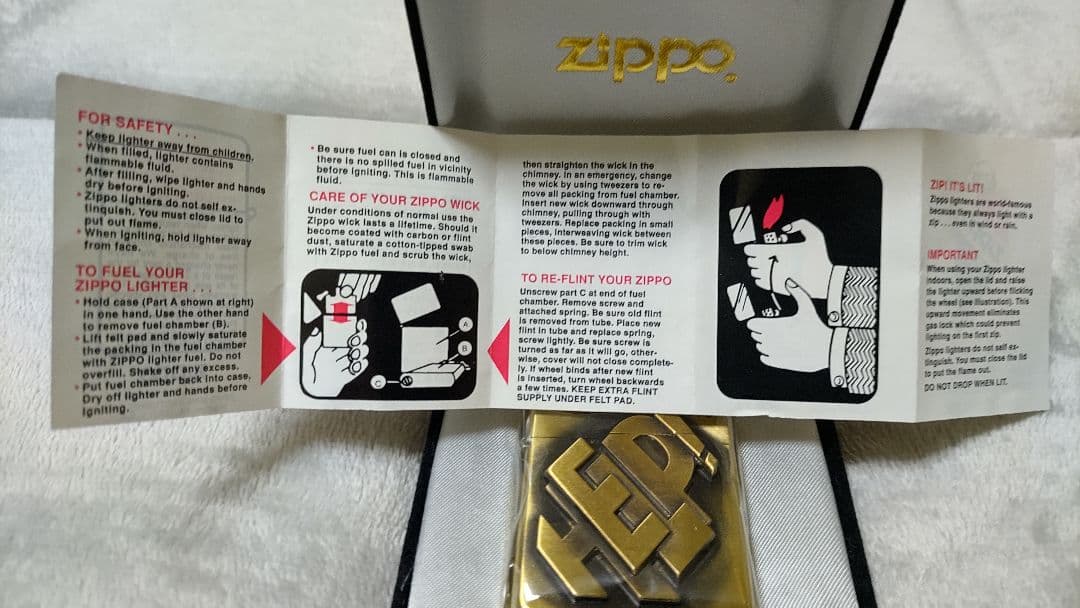 zippo
FOR SAFETY . . .
• Keep lighter away from children.
• When filled, lighter contains
flammable fluid.
• After filling, wipe lighter and hands
dry before igniting.
• Zippo lighters do not self ex-
tinguish. You must close lid to
put out flame.
• When igniting, hold lighter away
from face.
TO FUEL YOUR
ZIPPO LIGHTER . . .
• Hold case (Part A shown at right)
in one hand. Use the other hand
to remove fuel chamber (B).
• Lift felt pad and slowly saturate
the packing in the fuel chamber
with ZIPPO lighter fuel. Do not
overfill. Shake off any excess.
• Put fuel chamber back into case.
Dry off lighter and hands before
igniting.
• Be sure fuel can is closed and
there is no spilled fuel in vicinity
before igniting. This is flammable
fluid.
CARE OF YOUR ZIPPO WICK
Under conditions of normal use the
Zippo wick lasts a lifetime. Should it
become coated with carbon or flint
dust, saturate a cotton-tipped swab
with Zippo fuel and scrub the wick,
A
B
C
then straighten the wick in the
chimney. In an emergency, change
the wick by using tweezers to re-
move all packing from fuel chamber.
Insert new wick downward through
chimney, pulling through with
tweezers. Replace packing in small
pieces, interweaving wick between
these pieces. Be sure to trim wick
to below chimney height.
TO RE-FLINT YOUR ZIPPO
Unscrew part C at end of fuel
chamber. Remove screw and
attached spring. Be sure old flint
is removed from tube. Place new
flint in tube and replace spring,
screw lightly. Be sure screw is
turned as far as it will go, other-
wise, cover will not close complete-
ly. If wheel binds after new flint
is inserted, turn wheel backwards
a few times. KEEP EXTRA FLINT
SUPPLY UNDER FELT PAD.
ZIP! IT'S LIT!
Zippo lighters are world-famous
because they always light with a
zip . . . even in wind or rain.
IMPORTANT
When using your Zippo lighter
indoors, open the lid and raise
the lighter upward before flicking
the wheel (see illustration). This
upward movement eliminates
gas lock which could prevent
lighting on the first zip.
Zippo lighters do not self ex-
tinguish. You must close the lid
to put the flame out.
DO NOT DROP WHEN LIT.